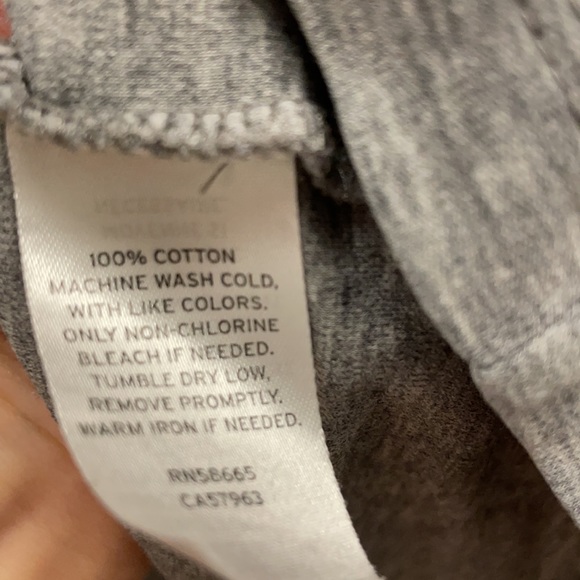 100% COTTON
MACHINE WASH COLD,
WITH LIKE COLORS.
ONLY NON-CHLORINE
BLEACH IF NEEDED.
TUMBLE DRY LOW,
REMOVE PROMPTLY.
WARM IRON IF NEEDED.
RN58665
CA57963